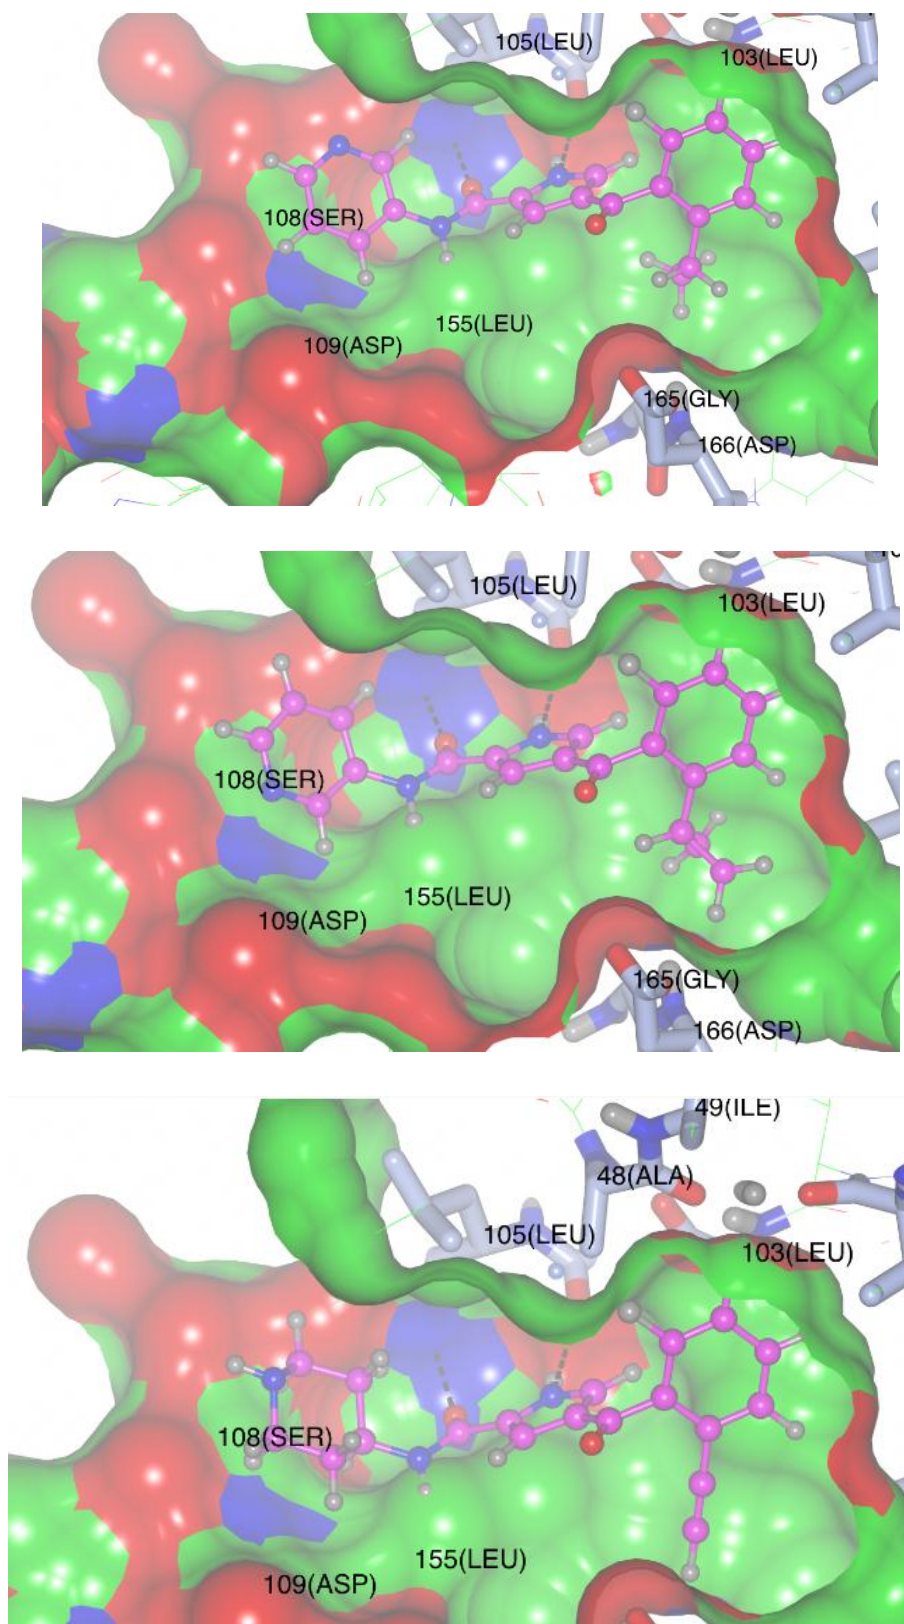 105(LEU)
103(LEU)
108(SER)
155(LEU)
109(ASP)
165(GLY)
166(ASP)
105(LEU)
103(LEU)
108(SER)
155(LEU)
109(ASP)
165(GLY)
166(ASP)
49(ILE)
48(ALA)
105(LEU)
103(LEU)
108(SER)
155(LEU)
109(ASP)